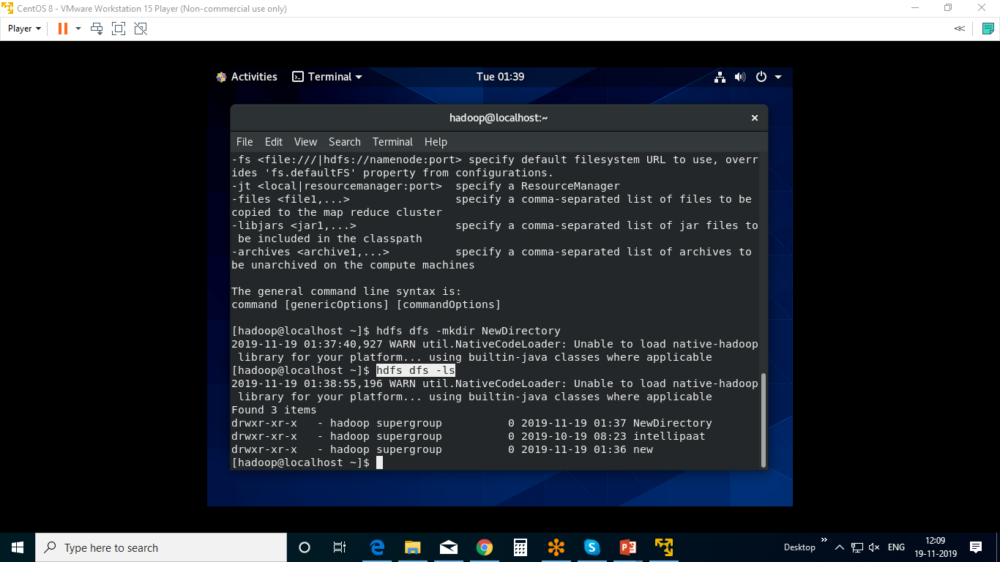 CentOS 8 - VMware Workstation 15 Player (Non-commercial use only)
Player
Activities Terminal Tue 01:39
hadoop@localhost:~
File Edit View Search Terminal Help
-fs <file:///|hdfs://namenode:port> specify default filesystem URL to use, overr
ides 'fs.defaultFS' property from configurations.
-jt <local|resourcemanager:port>  specify a ResourceManager
-files <file1,...>                specify a comma-separated list of files to be
copied to the map reduce cluster
-libjars <jar1,...>               specify a comma-separated list of jar files to
 be included in the classpath
-archives <archive1,...>          specify a comma-separated list of archives to
be unarchived on the compute machines
The general command line syntax is:
command [genericOptions] [commandOptions]
[hadoop@localhost ~]$ hdfs dfs -mkdir NewDirectory
2019-11-19 01:37:40,927 WARN util.NativeCodeLoader: Unable to load native-hadoop
 library for your platform... using builtin-java classes where applicable
[hadoop@localhost ~]$ hdfs dfs -ls
2019-11-19 01:38:55,196 WARN util.NativeCodeLoader: Unable to load native-hadoop
 library for your platform... using builtin-java classes where applicable
Found 3 items
drwxr-xr-x   - hadoop supergroup          0 2019-11-19 01:37 NewDirectory
drwxr-xr-x   - hadoop supergroup          0 2019-10-19 08:23 intellipaat
drwxr-xr-x   - hadoop supergroup          0 2019-11-19 01:36 new
[hadoop@localhost ~]$
Type here to search Desktop ENG 12:09
19-11-2019